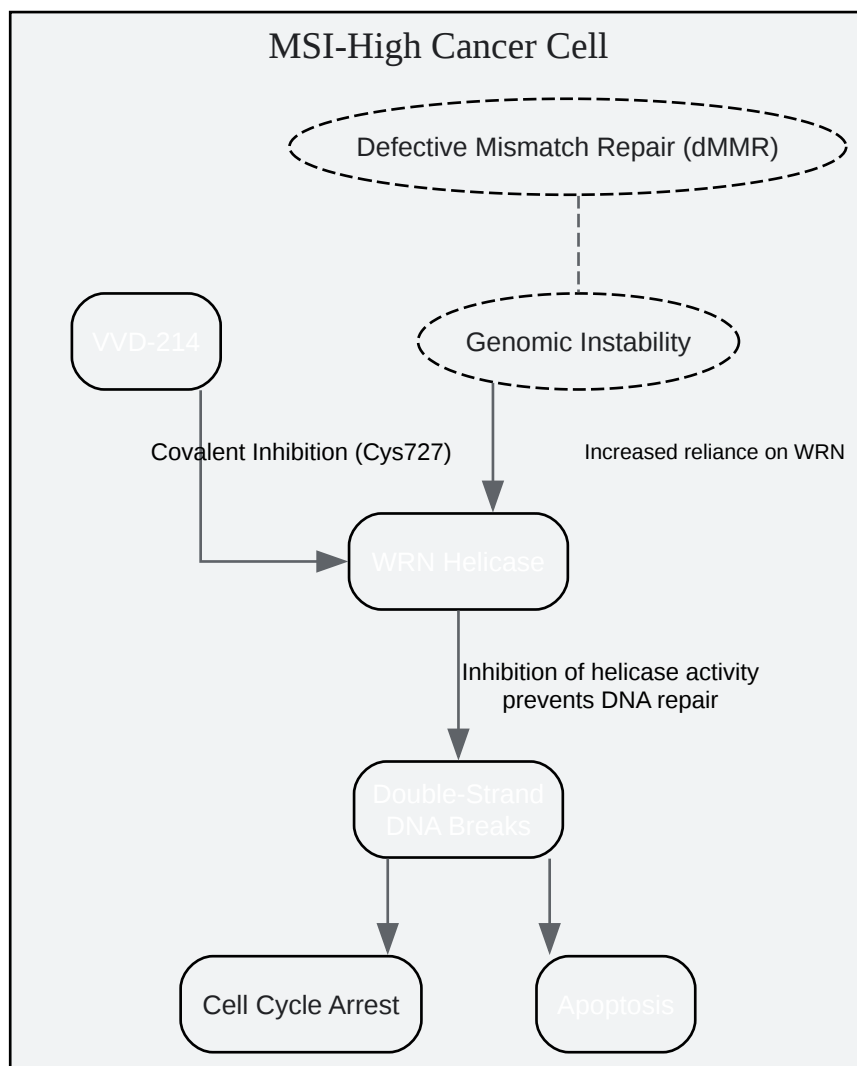 MSI-High Cancer Cell
Defective Mismatch Repair (dMMR)
VVD-214
Genomic Instability
Covalent Inhibition (Cys727)
Increased reliance on WRN
WRN Helicase
Inhibition of helicase activity
prevents DNA repair
Double-Strand
DNA Breaks
Cell Cycle Arrest
Apoptosis